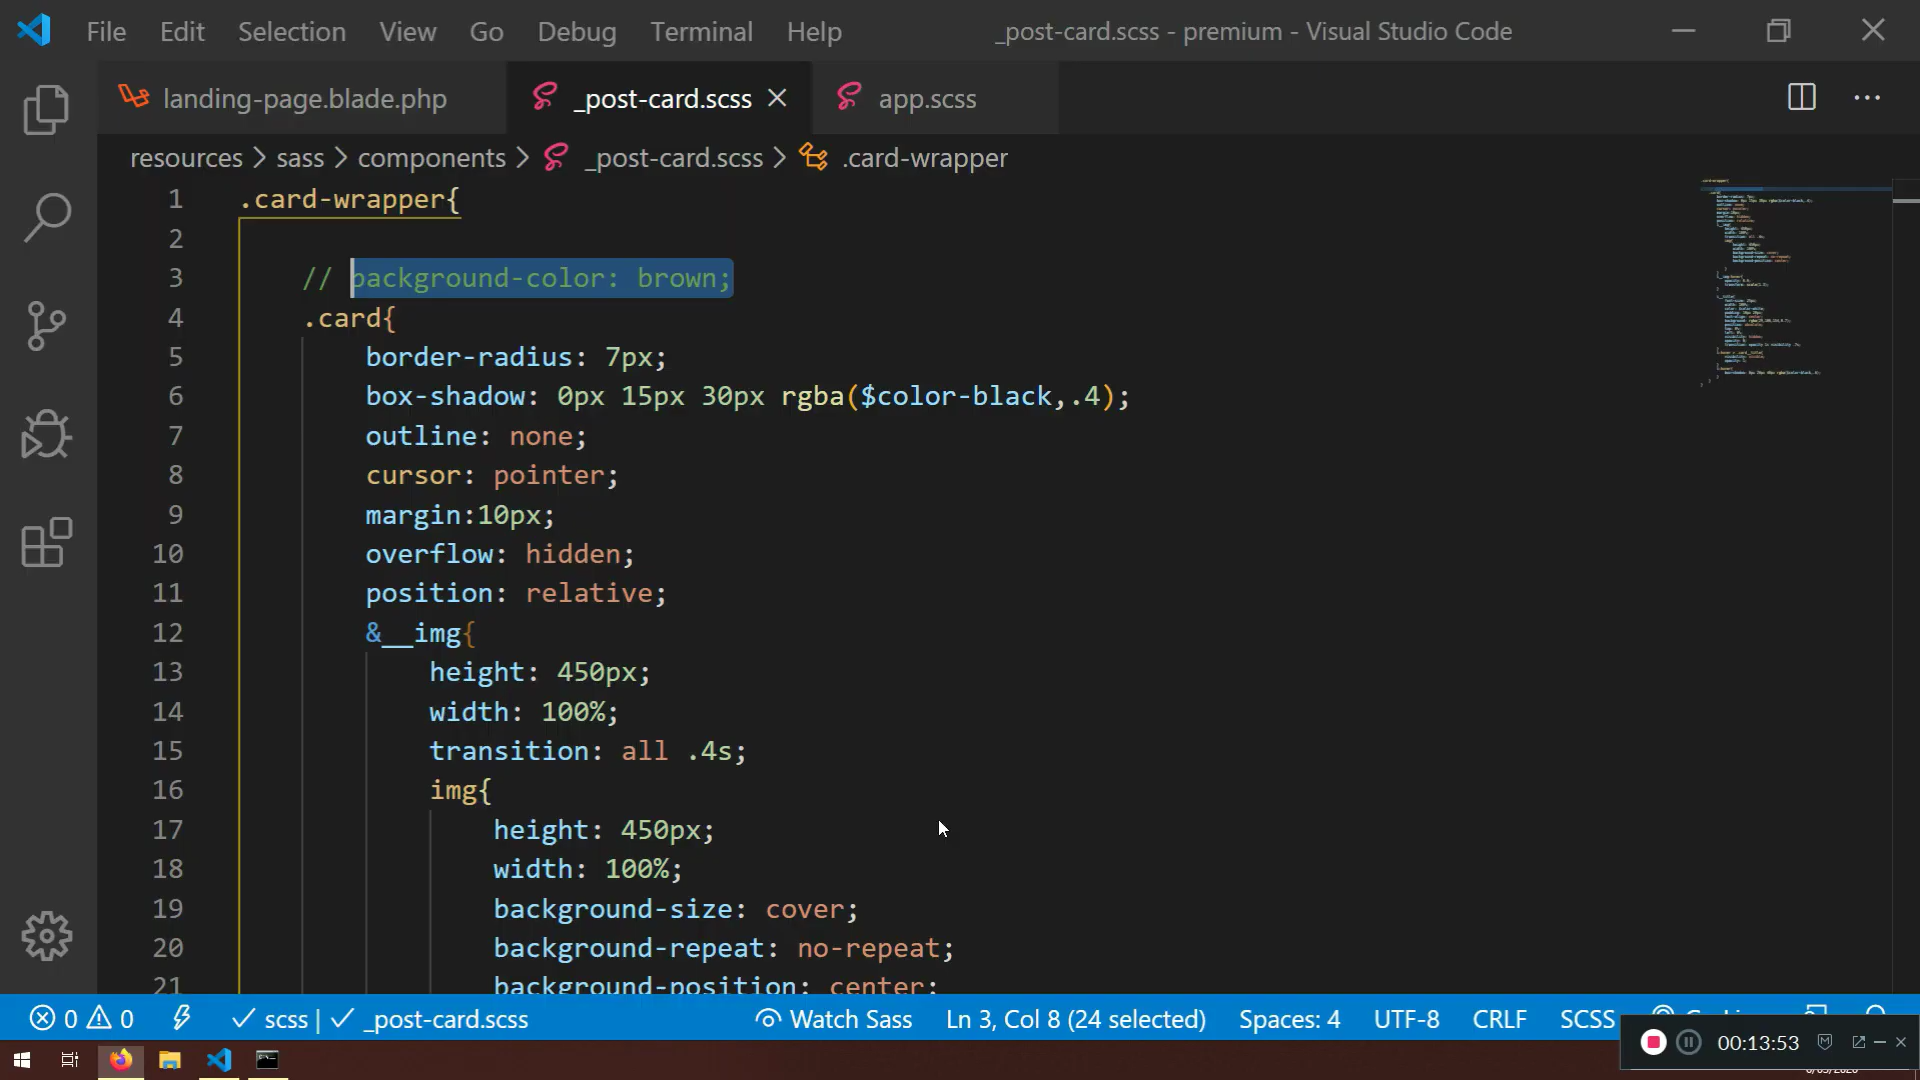 File Edit Selection View Go Debug Terminal Help _post-card.scss - premium - Visual Studio Code
landing-page.blade.php _post-card.scss app.scss
resources > sass > components > _post-card.scss > .card-wrapper
1 .card-wrapper{
2
3 // background-color: brown;
4 .card{
5 border-radius: 7px;
6 box-shadow: 0px 15px 30px rgba($color-black,.4);
7 outline: none;
8 cursor: pointer;
9 margin:10px;
10 overflow: hidden;
11 position: relative;
12 &__img{
13 height: 450px;
14 width: 100%;
15 transition: all .4s;
16 img{
17 height: 450px;
18 width: 100%;
19 background-size: cover;
20 background-repeat: no-repeat;
21 background-position: center;
0 0 scss | _post-card.scss Watch Sass Ln 3, Col 8 (24 selected) Spaces: 4 UTF-8 CRLF SCSS
00:13:53